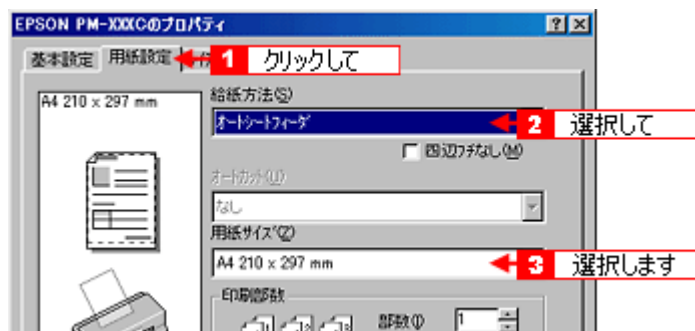 EPSON PM-XXXCのプロパティ
基本設定 用紙設定 1 クリックして
A4 210 x 297 mm
給紙方法(S)
オートシートフィーダ 2 選択して
四辺フチなし(M)
オートカット(U)
なし
用紙サイズ(Z)
A4 210 x 297 mm 3 選択します
印刷部数
部数(I) 1